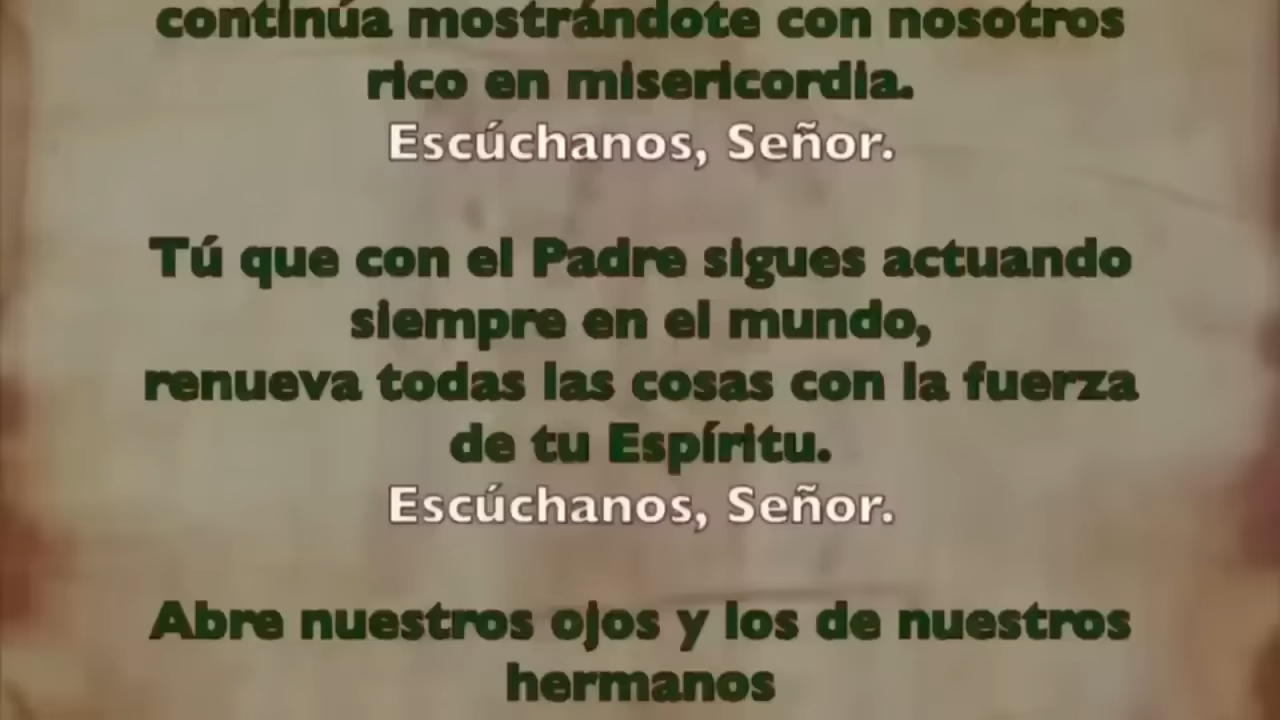 continúa mostrándote con nosotros
rico en misericordia.
Escúchanos, Señor.
Tú que con el Padre sigues actuando
siempre en el mundo,
renueva todas las cosas con la fuerza
de tu Espíritu.
Escúchanos, Señor.
Abre nuestros ojos y los de nuestros
hermanos